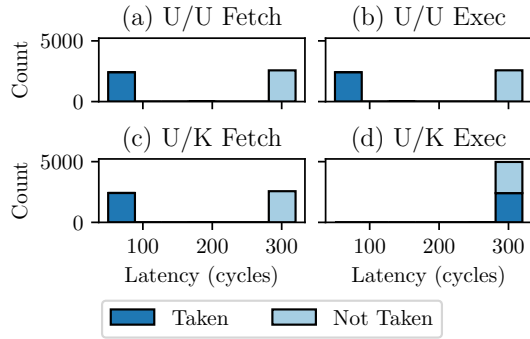 (a) U/U Fetch
(b) U/U Exec
Count
5000
0
(c) U/K Fetch
(d) U/K Exec
Count
5000
0
100 200 300
100 200 300
Latency (cycles)
Latency (cycles)
Taken
Not Taken